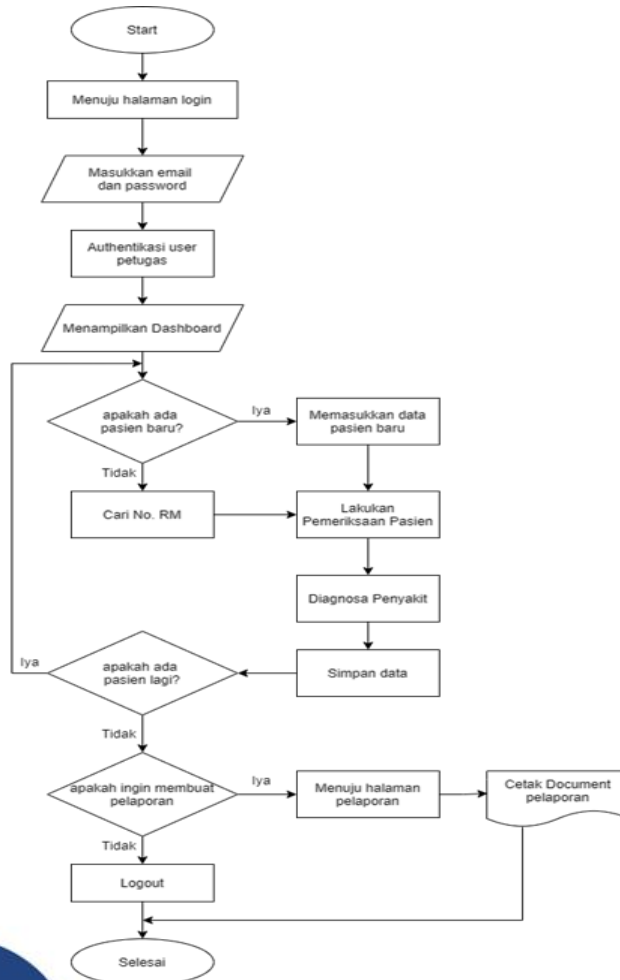 Start
Menuju halaman login
Masukkan email
dan password
Authentikasi user
petugas
Menampilkan Dashboard
apakah ada
pasien baru?
Iya
Memasukkan data
pasien baru
Tidak
Cari No. RM
Lakukan
Pemeriksaan Pasien
Diagnosa Penyakit
Simpan data
apakah ada
pasien lagi?
Iya
Tidak
apakah ingin membuat
pelaporan
Iya
Menuju halaman
pelaporan
Cetak Document
pelaporan
Tidak
Logout
Selesai